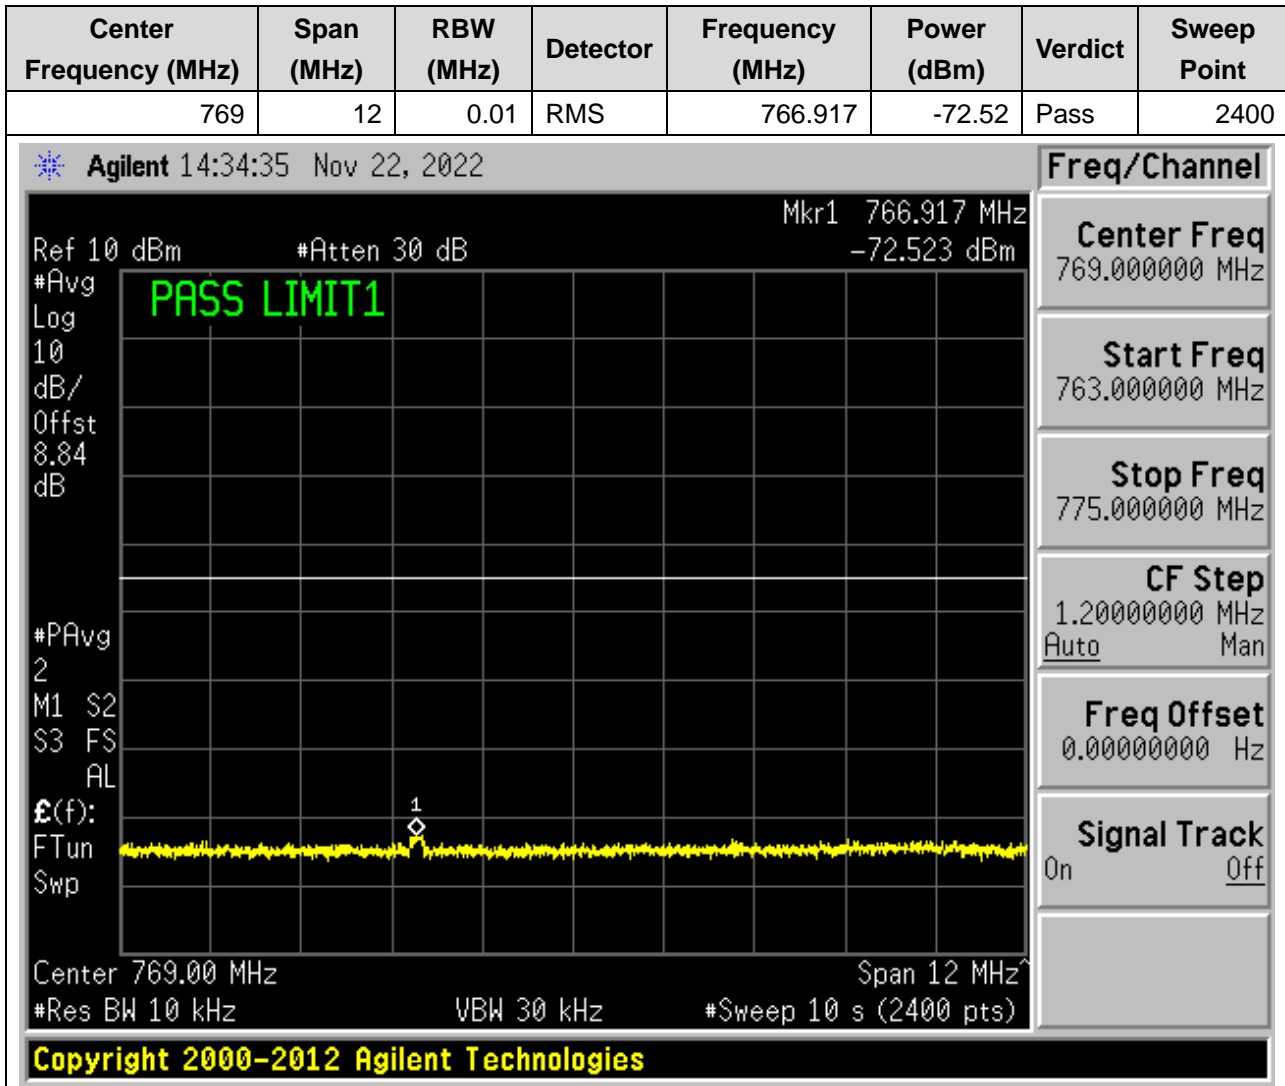 Center Frequency (MHz) Span (MHz) RBW (MHz) Detector Frequency (MHz) Power (dBm) Verdict Sweep Point
769 12 0.01 RMS 766.917 -72.52 Pass 2400
Agilent 14:34:35 Nov 22, 2022
Freq/Channel
Mkr1 766.917 MHz
Ref 10 dBm #Atten 30 dB -72.523 dBm
#Avg
Log
10
dB/
Offst
8.84
dB
PASS LIMIT1
#PAvg
2
M1 S2
S3 FS
AL
£(f):
FTun
Swp
1
Center 769.00 MHz Span 12 MHz^
#Res BW 10 kHz VBW 30 kHz #Sweep 10 s (2400 pts)
Center Freq
769.000000 MHz
Start Freq
763.000000 MHz
Stop Freq
775.000000 MHz
CF Step
1.20000000 MHz
Auto Man
Freq Offset
0.00000000 Hz
Signal Track
On Off
Copyright 2000-2012 Agilent Technologies